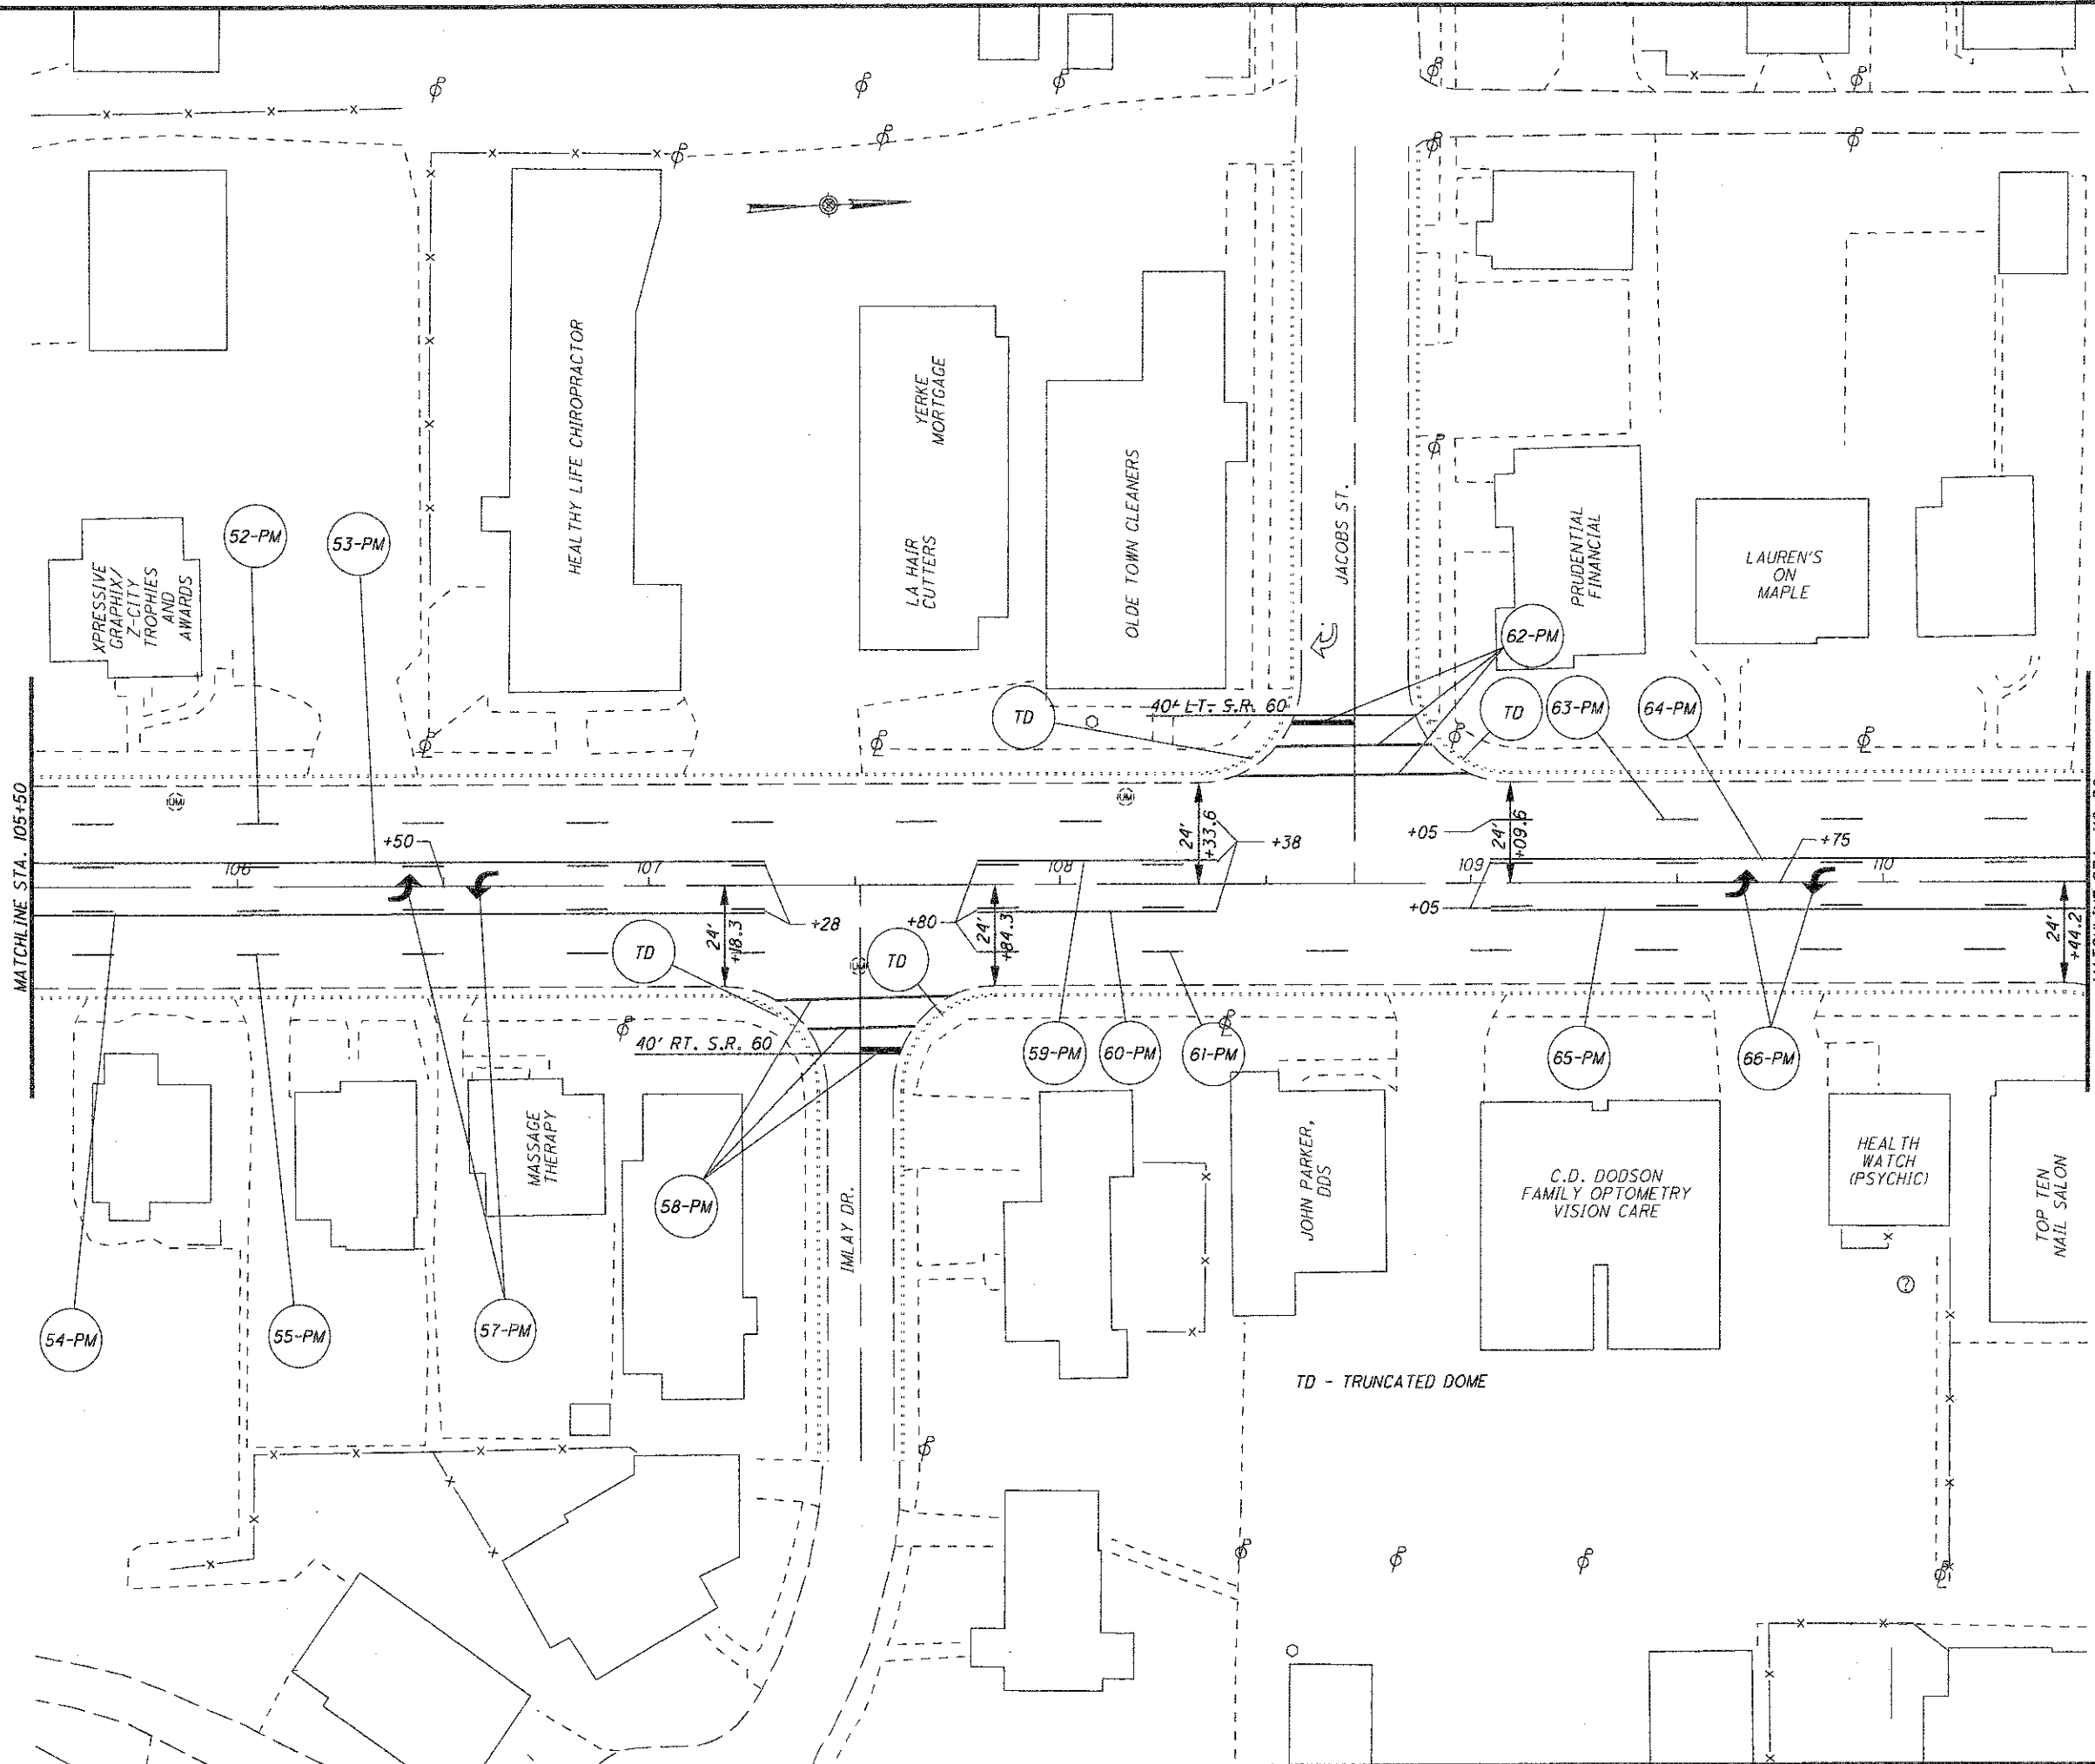 HEALTHY LIFE CHIROPRACTOR
YERKE
MORTGAGE
LA HAIR
CUTTERS
OLDE TOWN CLEANERS
JACOBS ST.
PRUDENTIAL
FINANCIAL
LAUREN'S
ON
MAPLE
XPRESSIVE
GRAPHIX/
Z-CITY
TROPHIES
AND
AWARDS
52-PM
53-PM
62-PM
TD
40' LT. S.R. 60
TD
63-PM
64-PM
MATCHLINE STA. 105+50
UM
UM
+50
24'
+33.6
+38
+05
24'
+09.6
+75
106
107
108
109
110
+28
24'
+18.3
+80
24'
+84.3
+05
24'
+44.2
TD
UM
TD
40' RT. S.R. 60
59-PM
60-PM
61-PM
65-PM
66-PM
MASSAGE
THERAPY
58-PM
IMLAY DR.
JOHN PARKER,
DDS
C.D. DODSON
FAMILY OPTOMETRY
VISION CARE
HEALTH
WATCH
(PSYCHIC)
TOP TEN
NAIL SALON
?
54-PM
55-PM
57-PM
TD - TRUNCATED DOME